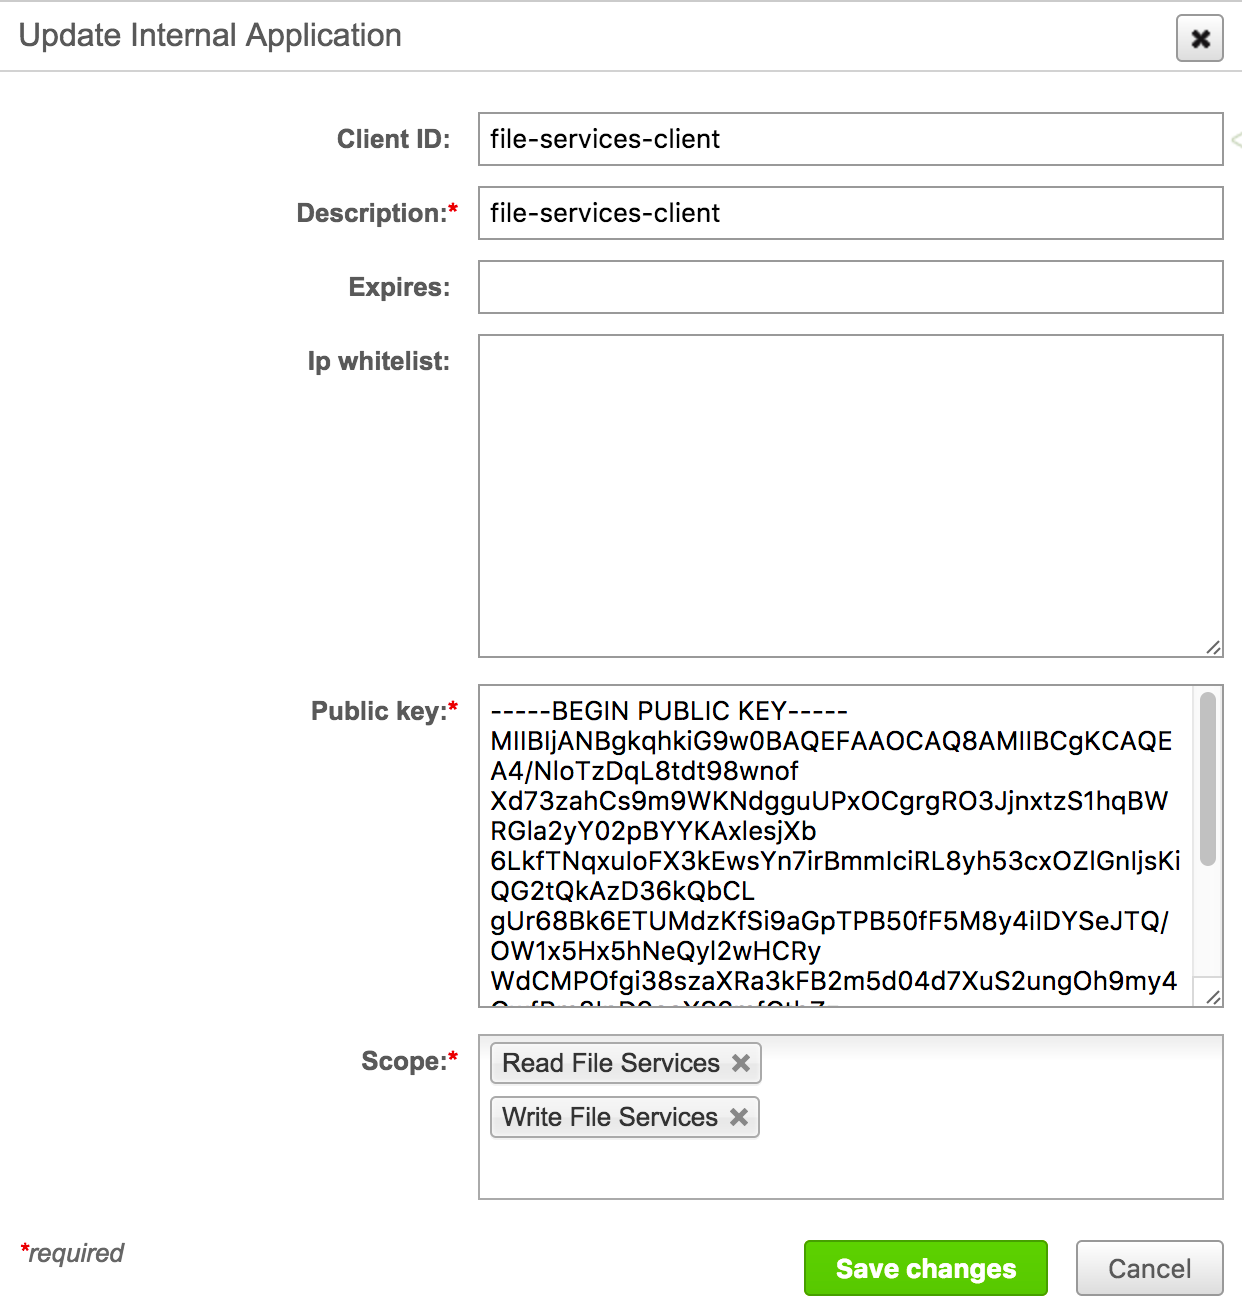 Update Internal Application
Client ID: file-services-client
Description:* file-services-client
Expires:
Ip whitelist:
Public key:* -----BEGIN PUBLIC KEY-----
MIIBIjANBgkqhkiG9w0BAQEFAAOCAQ8AMIIBCgKCAQE
A4/NloTzDqL8tdt98wnof
Xd73zahCs9m9WKNdgguUPxOCgrgRO3JjnxtzS1hqBW
RGla2yY02pBYYKAxlesjXb
6LkfTNqxuloFX3kEwsYn7irBmmIciRL8yh53cxOZlGnIjsKi
QG2tQkAzD36kQbCL
gUr68Bk6ETUMdzKfSi9aGpTPB50fF5M8y4iIDYSeJTQ/
OW1x5Hx5hNeQyl2wHCRy
WdCMPOfgi38szaXRa3kFB2m5d04d7XuS2ungOh9my4
Scope:* Read File Services
Write File Services
*required
Save changes Cancel